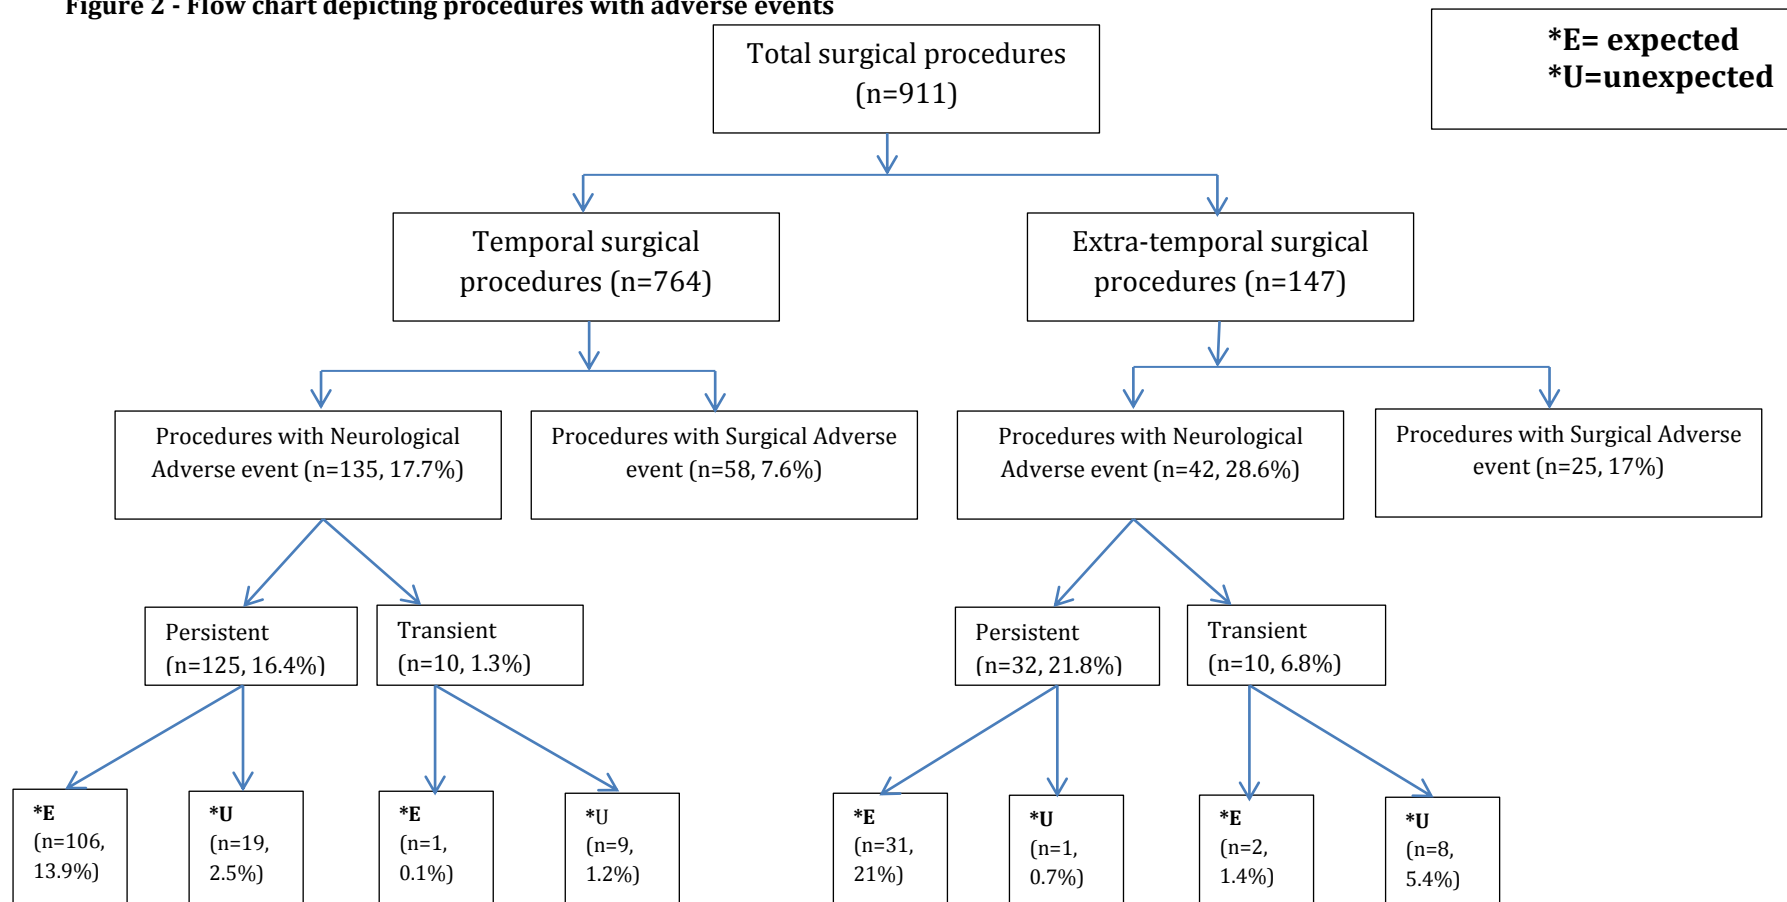 Figure 2 - Flow chart depicting procedures with adverse events
*E= expected
*U=unexpected
Total surgical procedures
(n=911)
Temporal surgical
procedures (n=764)
Extra-temporal surgical
procedures (n=147)
Procedures with Neurological
Adverse event (n=135, 17.7%)
Procedures with Surgical Adverse
event (n=58, 7.6%)
Procedures with Neurological
Adverse event (n=42, 28.6%)
Procedures with Surgical Adverse
event (n=25, 17%)
Persistent
(n=125, 16.4%)
Transient
(n=10, 1.3%)
Persistent
(n=32, 21.8%)
Transient
(n=10, 6.8%)
*E
(n=106,
13.9%)
*U
(n=19,
2.5%)
*E
(n=1,
0.1%)
*U
(n=9,
1.2%)
*E
(n=31,
21%)
*U
(n=1,
0.7%)
*E
(n=2,
1.4%)
*U
(n=8,
5.4%)